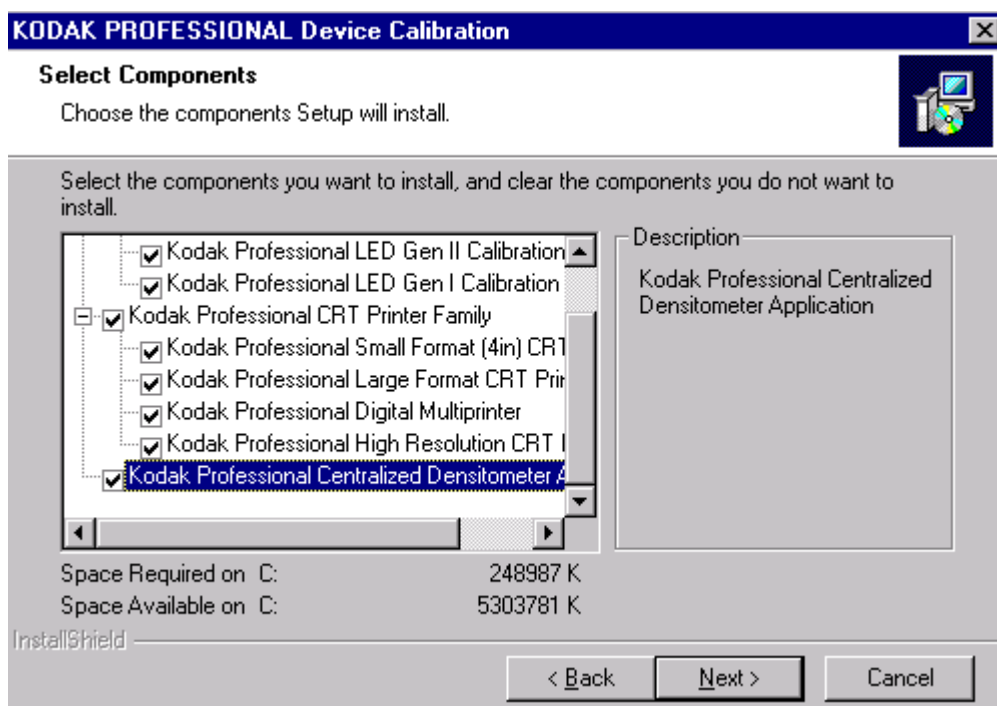 KODAK PROFESSIONAL Device Calibration
Select Components
Choose the components Setup will install.
Select the components you want to install, and clear the components you do not want to
install.
Kodak Professional LED Gen II Calibration
Kodak Professional LED Gen I Calibration
Kodak Professional CRT Printer Family
Kodak Professional Small Format (4in) CRT
Kodak Professional Large Format CRT Prin
Kodak Professional Digital Multiprinter
Kodak Professional High Resolution CRT
Kodak Professional Centralized Densitometer A
Description
Kodak Professional Centralized
Densitometer Application
Space Required on C: 248987 K
Space Available on C: 5303781 K
InstallShield
< Back
Next >
Cancel